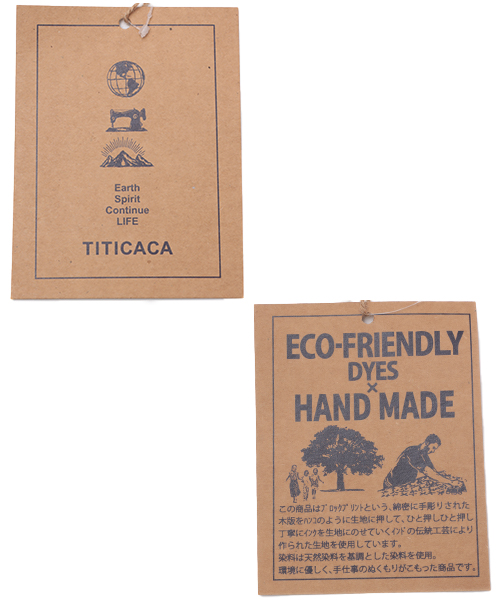 Earth
Spirit
Continue
LIFE
TITICACA
ECO-FRIENDLY
DYES
×
HAND MADE
この商品はﾌﾞﾛｯｸﾌﾟﾘﾝﾄという、綿密に手彫りされた
木版をﾊﾝｺのように生地に押して、ひと押しひと押し
丁寧にｲﾝｸを生地にのせていくｲﾝﾄﾞの伝統工芸により
作られた生地を使用しています。
染料は天然染料を基調とした染料を使用。
環境に優しく、手仕事のぬくもりがこもった商品です。